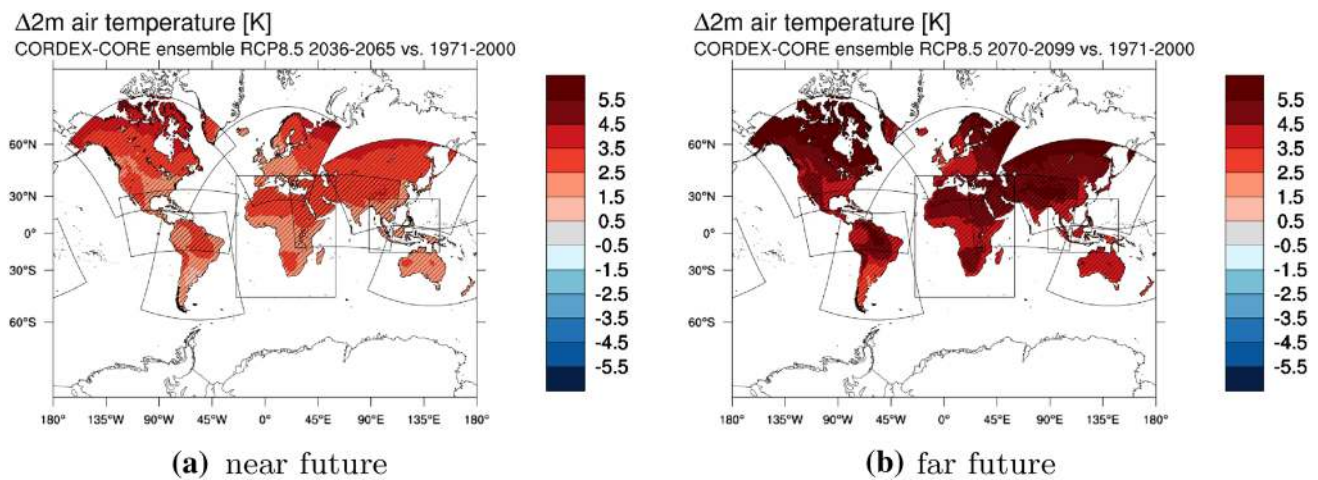 Δ2m air temperature [K]
CORDEX-CORE ensemble RCP8.5 2036-2065 vs. 1971-2000
5.5
4.5
3.5
2.5
1.5
0.5
-0.5
-1.5
-2.5
-3.5
-4.5
-5.5
60°N
30°N
0°
30°S
60°S
180° 135°W 90°W 45°W 0° 45°E 90°E 135°E 180°
(a) near future
Δ2m air temperature [K]
CORDEX-CORE ensemble RCP8.5 2070-2099 vs. 1971-2000
5.5
4.5
3.5
2.5
1.5
0.5
-0.5
-1.5
-2.5
-3.5
-4.5
-5.5
60°N
30°N
0°
30°S
60°S
180° 135°W 90°W 45°W 0° 45°E 90°E 135°E 180°
(b) far future